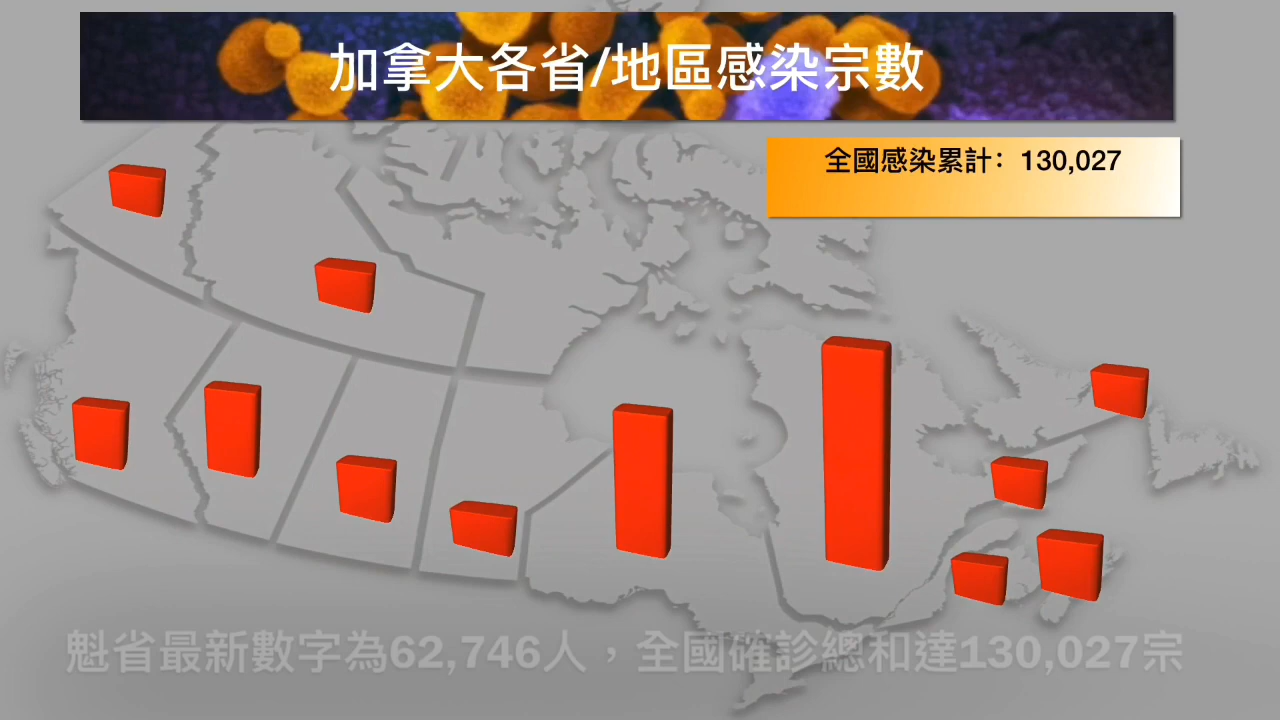 加拿大各省/地區感染宗數
全國感染累計：130,027
魁省最新數字為62,746人，全國確診總和達130,027宗